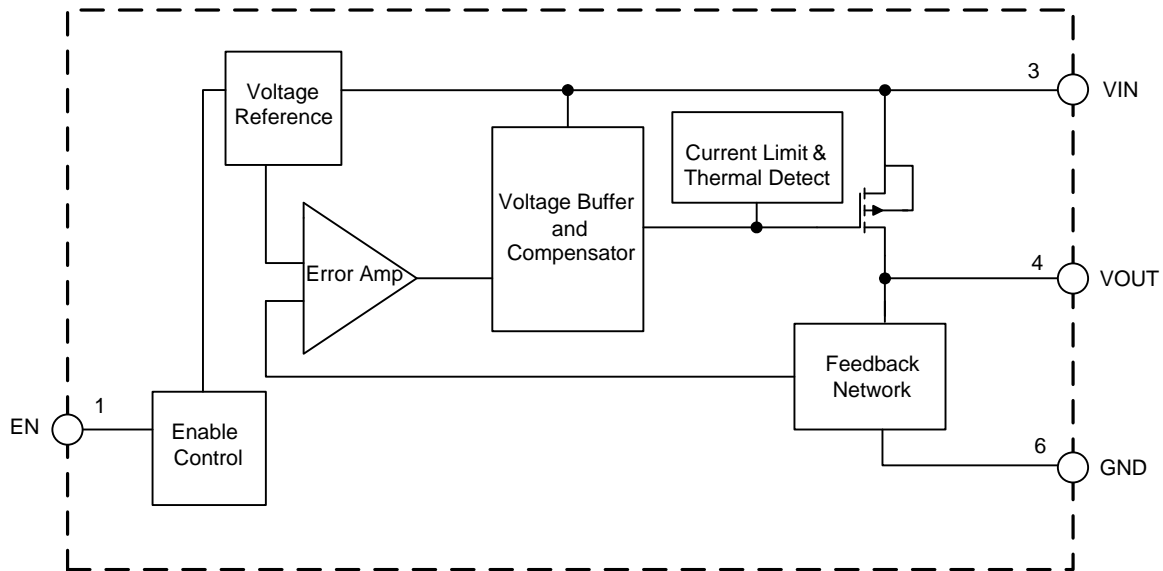 Voltage
Reference
3
VIN
Current Limit &
Thermal Detect
Voltage Buffer
and
Compensator
Error Amp
4
VOUT
Feedback
Network
1
EN
Enable
Control
6
GND